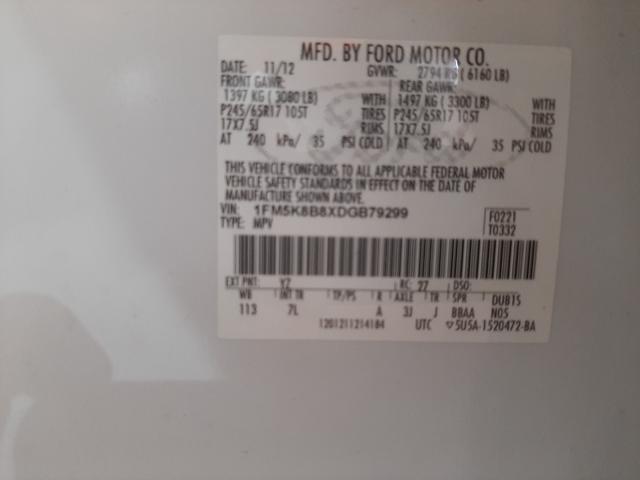 MFD. BY FORD MOTOR CO.
DATE: 11/12 GVWR: 2794 KG ( 6160 LB)
FRONT GAWR: REAR GAWR:
1397 KG ( 3080 LB) WITH 1497 KG ( 3300 LB) WITH
P245/65R17 105T TIRES P245/65R17 105T TIRES
17X7.5J RIMS 17X7.5J RIMS
AT 240 kPa/ 35 PSI COLD AT 240 kPa/ 35 PSI COLD
THIS VEHICLE CONFORMS TO ALL APPLICABLE FEDERAL MOTOR
VEHICLE SAFETY STANDARDS IN EFFECT ON THE DATE OF
MANUFACTURE SHOWN ABOVE.
VIN: 1FM5K8B8XDGB79299 F0221
TYPE: MPV T0332
EXT PNT: YZ RC: 27 DSO:
WB INT TR TP/PS R AXLE TR SPR DUB1S
113 7L A 3J J BBAA N05
1201211214184 UTC 5U5A-1520472-BA